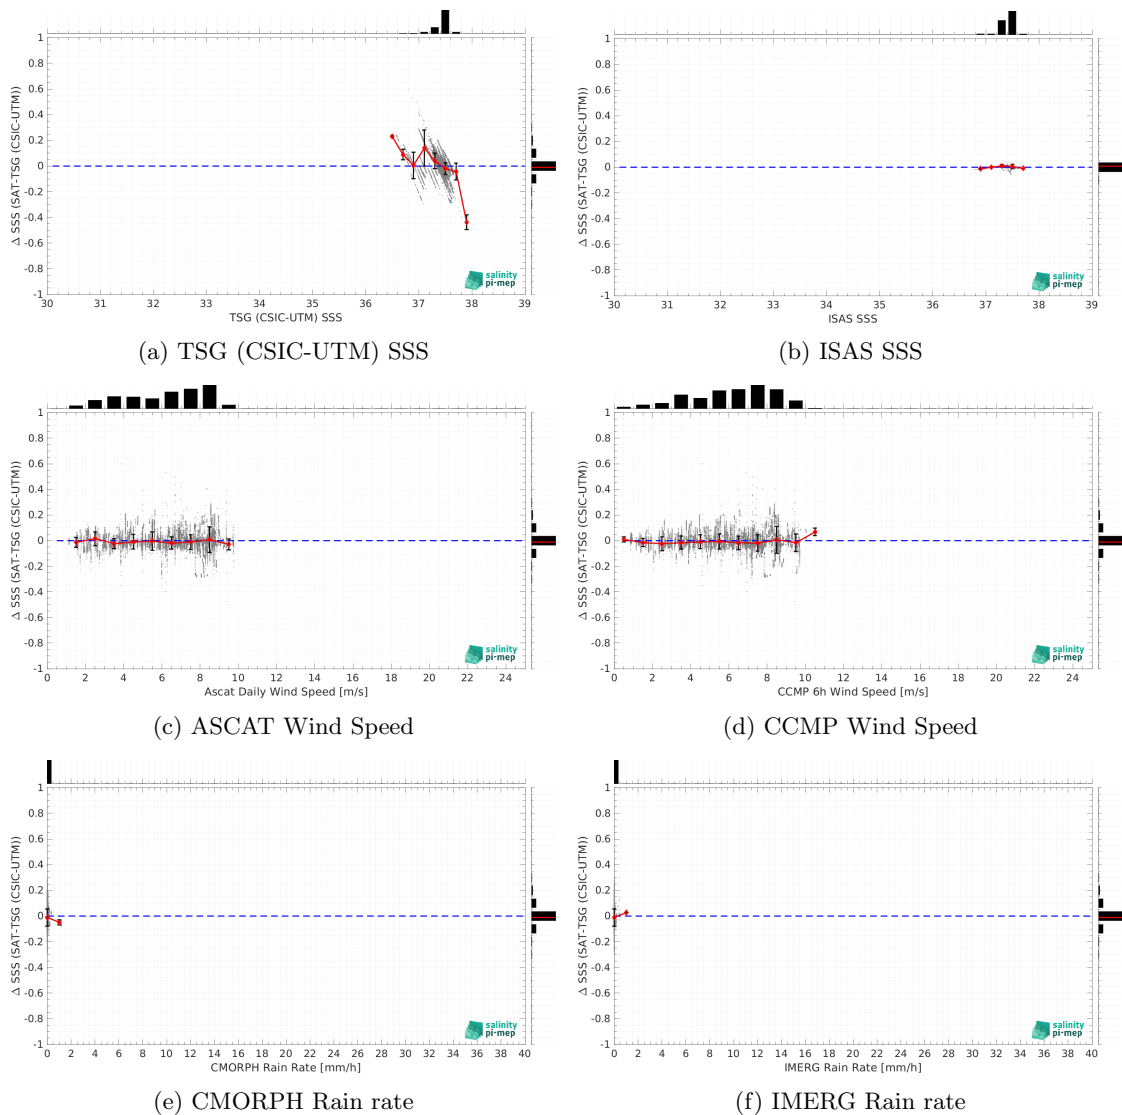 1
0.8
0.6
0.4
0.2
0
-0.2
-0.4
-0.6
-0.8
-1
Δ SSS (SAT-TSG (CSIC-UTM))
30 31 32 33 34 35 36 37 38 39
TSG (CSIC-UTM) SSS
salinity
pi-mep
(a) TSG (CSIC-UTM) SSS
1
0.8
0.6
0.4
0.2
0
-0.2
-0.4
-0.6
-0.8
-1
Δ SSS (SAT-TSG (CSIC-UTM))
30 31 32 33 34 35 36 37 38 39
ISAS SSS
salinity
pi-mep
(b) ISAS SSS
1
0.8
0.6
0.4
0.2
0
-0.2
-0.4
-0.6
-0.8
-1
Δ SSS (SAT-TSG (CSIC-UTM))
0 2 4 6 8 10 12 14 16 18 20 22 24
Ascat Daily Wind Speed [m/s]
salinity
pi-mep
(c) ASCAT Wind Speed
1
0.8
0.6
0.4
0.2
0
-0.2
-0.4
-0.6
-0.8
-1
Δ SSS (SAT-TSG (CSIC-UTM))
0 2 4 6 8 10 12 14 16 18 20 22 24
CCMP 6h Wind Speed [m/s]
salinity
pi-mep
(d) CCMP Wind Speed
1
0.8
0.6
0.4
0.2
0
-0.2
-0.4
-0.6
-0.8
-1
Δ SSS (SAT-TSG (CSIC-UTM))
0 2 4 6 8 10 12 14 16 18 20 22 24 26 28 30 32 34 36 38 40
CMORPH Rain Rate [mm/h]
salinity
pi-mep
(e) CMORPH Rain rate
1
0.8
0.6
0.4
0.2
0
-0.2
-0.4
-0.6
-0.8
-1
Δ SSS (SAT-TSG (CSIC-UTM))
0 2 4 6 8 10 12 14 16 18 20 22 24 26 28 30 32 34 36 38 40
IMERG Rain Rate [mm/h]
salinity
pi-mep
(f) IMERG Rain rate